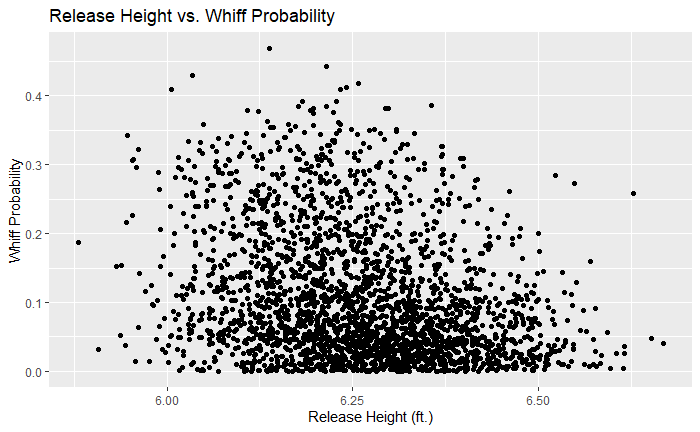 Release Height vs. Whiff Probability
Whiff Probability
0.4
0.3
0.2
0.1
0.0
6.00
6.25
6.50
Release Height (ft.)